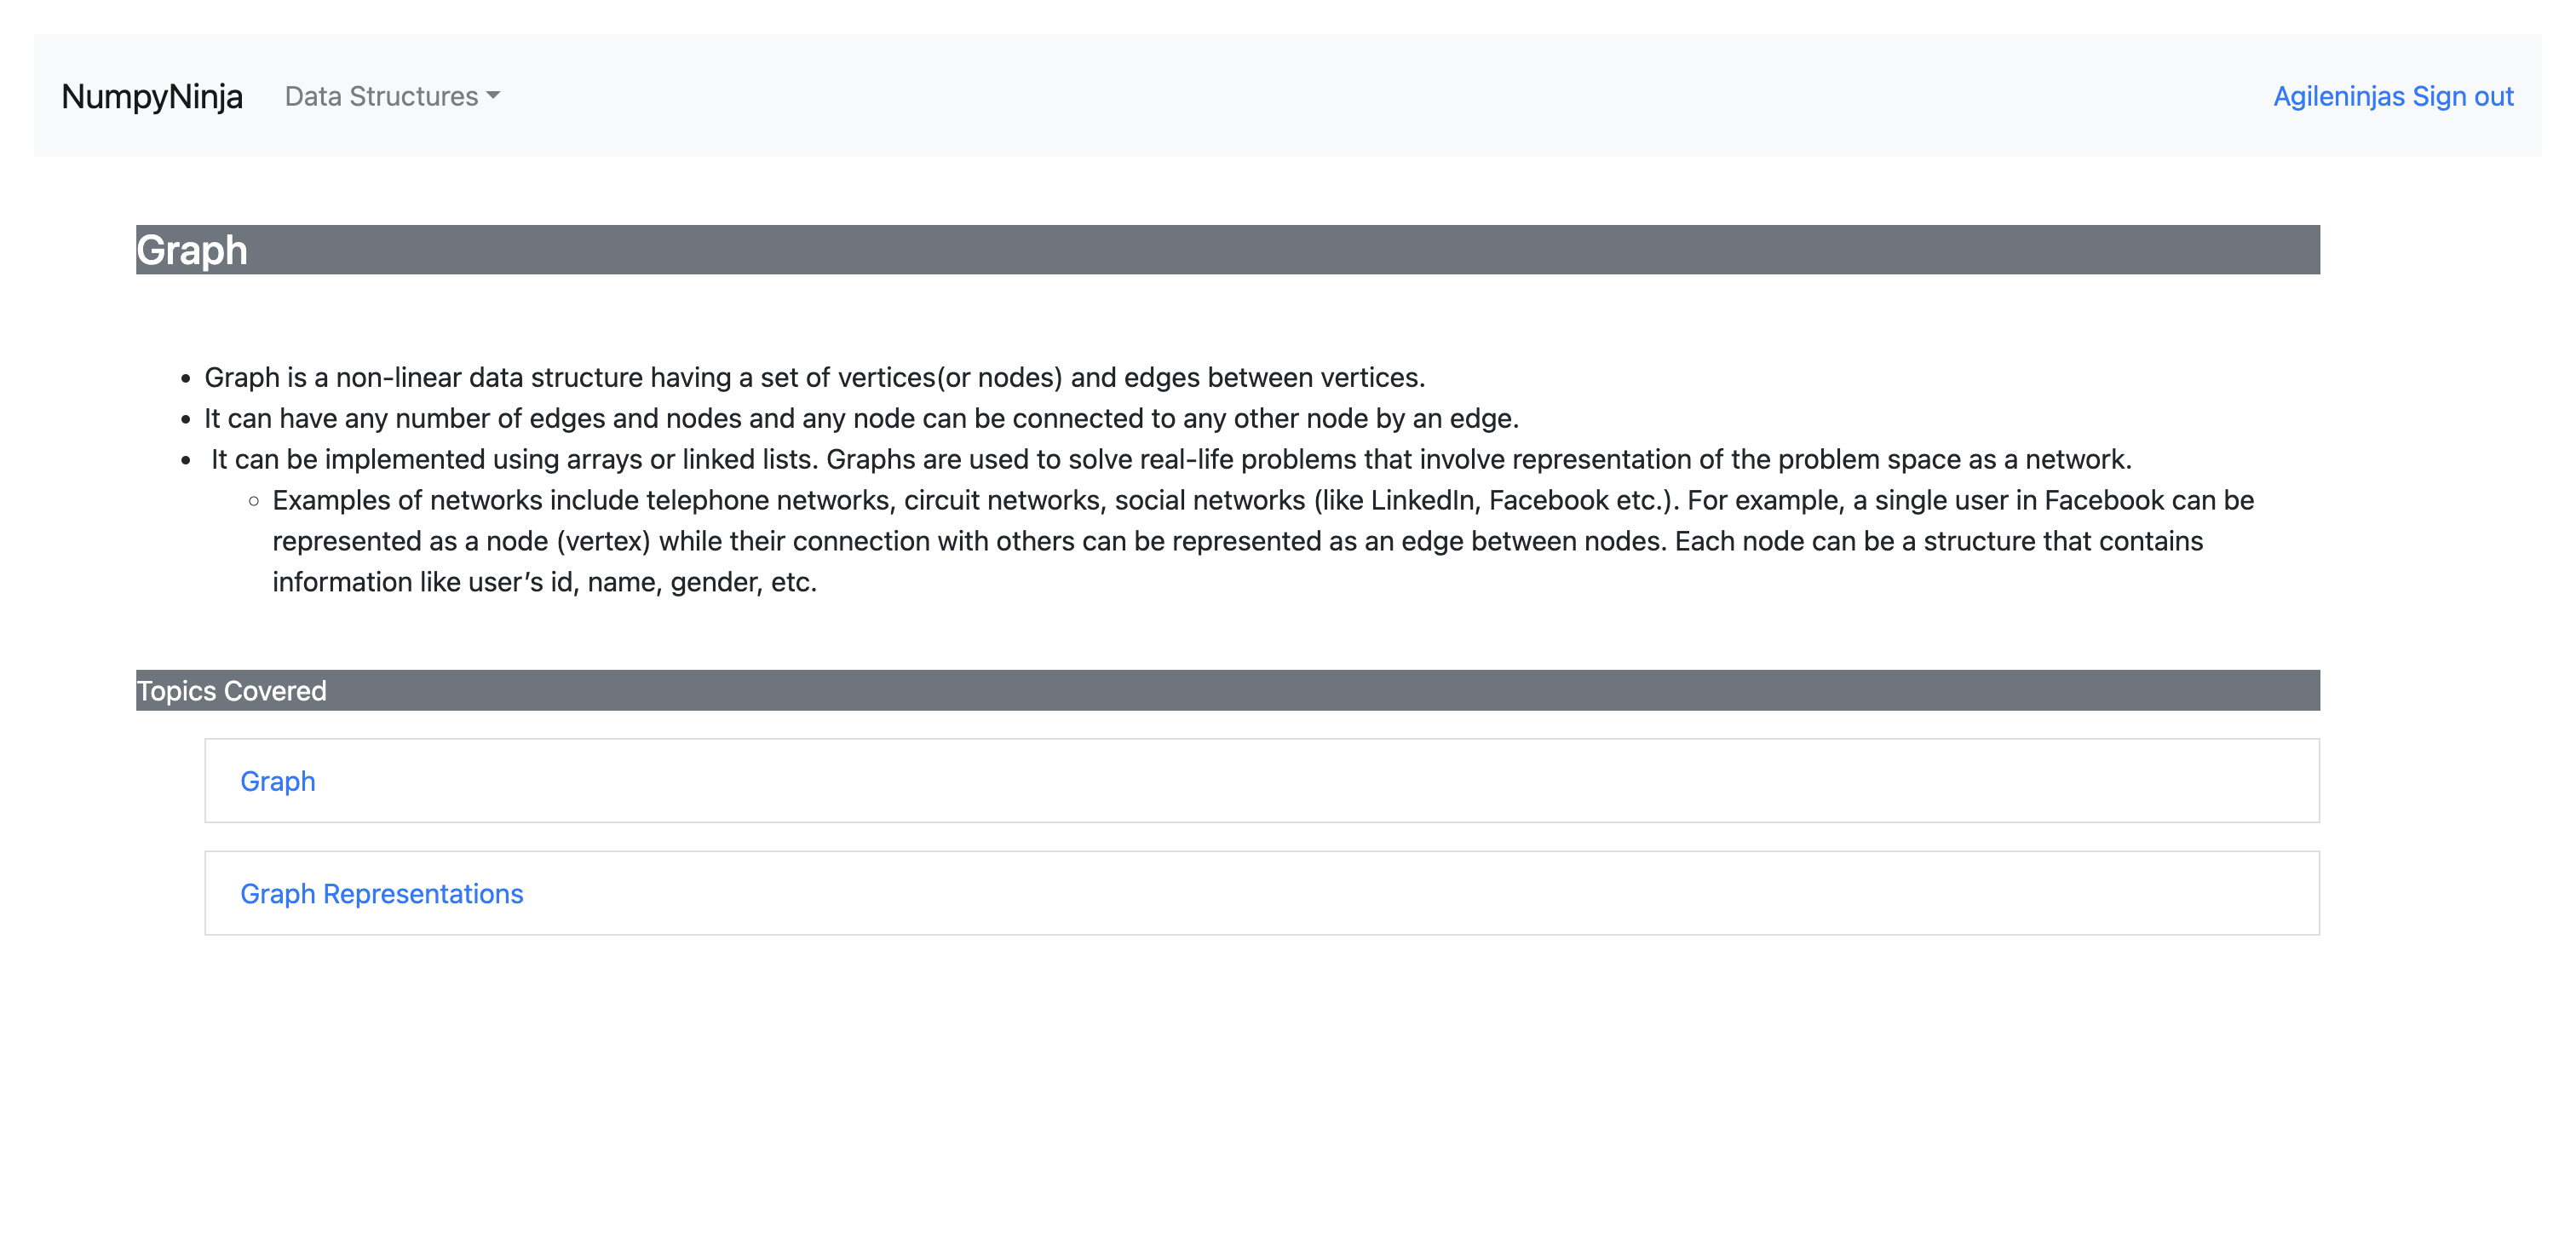 NumpyNinja Data Structures Agileninjas Sign out
Graph
Graph is a non-linear data structure having a set of vertices(or nodes) and edges between vertices.
It can have any number of edges and nodes and any node can be connected to any other node by an edge.
It can be implemented using arrays or linked lists. Graphs are used to solve real-life problems that involve representation of the problem space as a network.
Examples of networks include telephone networks, circuit networks, social networks (like LinkedIn, Facebook etc.). For example, a single user in Facebook can be
represented as a node (vertex) while their connection with others can be represented as an edge between nodes. Each node can be a structure that contains
information like user’s id, name, gender, etc.
Topics Covered
Graph
Graph Representations